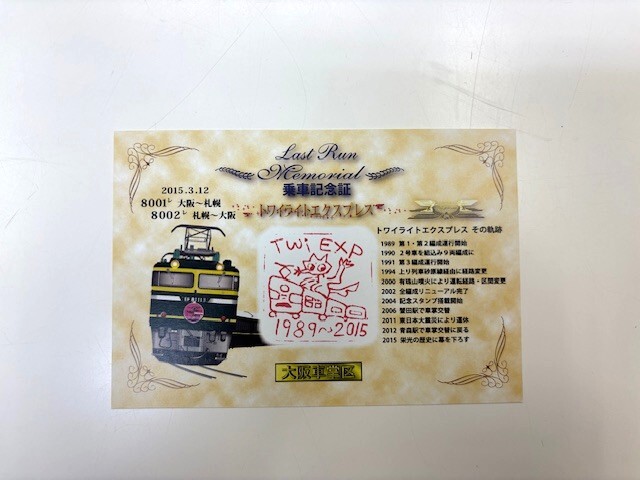 Last Run
Memorial
乗車記念証
2015.3.12
8001レ 大阪～札幌
8002レ 札幌～大阪
トワイライトエクスプレス
TWi EXP
1989～2015
トワイライトエクスプレス その軌跡
1989 第1・第2編成運行開始
1990 2号車を組込み9両編成に
1991 第3編成運行開始
1994 上り列車砂原線経由に経路変更
2000 有珠山噴火により運転経路・区間変更
2002 全編成リニューアル完了
2004 記念スタンプ搭載開始
2006 敦賀駅で車掌交替
2011 東日本大震災により運休
2012 青森駅で車掌交替に戻る
2015 栄光の歴史に幕を下ろす
大阪車掌区